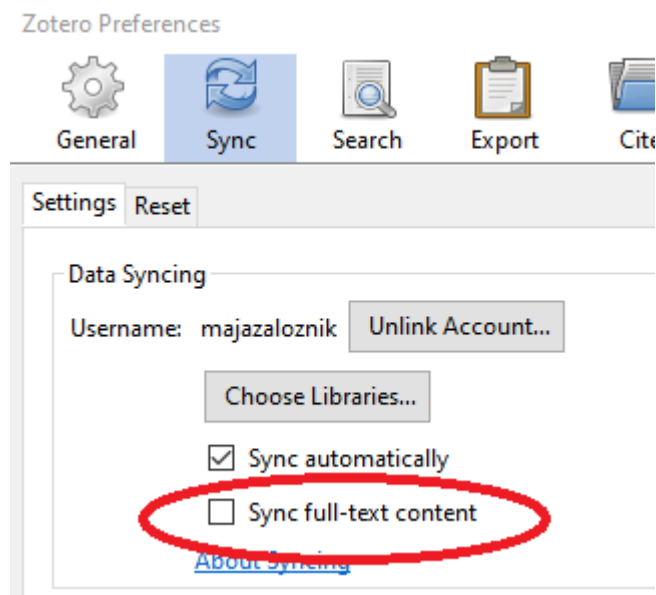 Zotero Preferences
General Sync Search Export Cite
Settings Reset
Data Syncing
Username: majazaloznik Unlink Account...
Choose Libraries...
Sync automatically
Sync full-text content
About Syncing